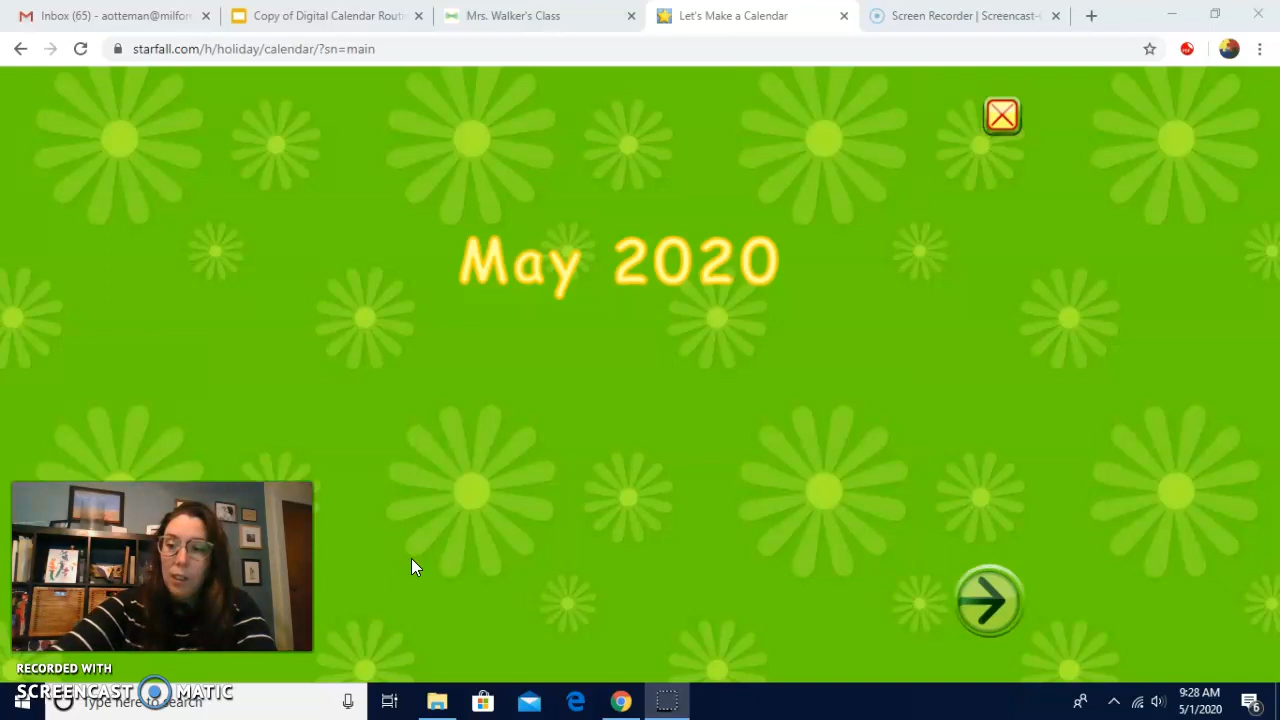 Inbox (65) - aotteman@milfor
Copy of Digital Calendar Rout
Mrs. Walker's Class
Let's Make a Calendar
Screen Recorder | Screencast-
starfall.com/h/holiday/calendar/?sn=main
May 2020
RECORDED WITH
SCREENCAST MATIC
Type here to search
9:28 AM
5/1/2020
6